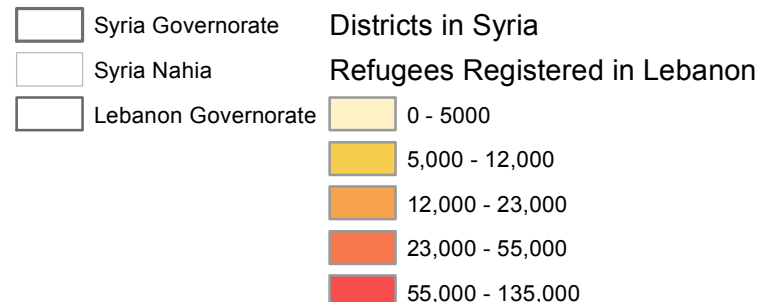 Syria Governorate
Syria Nahia
Lebanon Governorate
Districts in Syria
Refugees Registered in Lebanon
0 - 5000
5,000 - 12,000
12,000 - 23,000
23,000 - 55,000
55,000 - 135,000